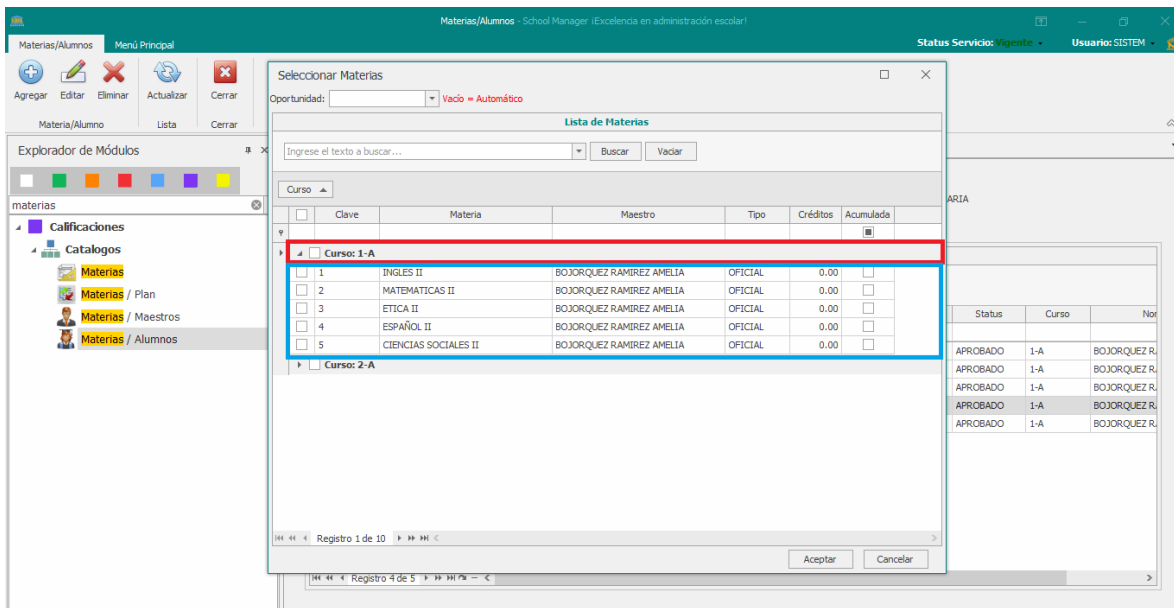 Materias/Alumnos - School Manager ¡Excelencia en administración escolar!
Materias/Alumnos Menú Principal
Status Servicio: Vigente Usuario: SISTEM
Agregar Editar Eliminar Actualizar Cerrar
Materia/Alumno Lista Cerrar
Explorador de Módulos
materias
Calificaciones
Catalogos
Materias
Materias / Plan
Materias / Maestros
Materias / Alumnos
Seleccionar Materias
Oportunidad: Vacío = Automático
Lista de Materias
Ingrese el texto a buscar... Buscar Vaciar
Curso
Clave Materia Maestro Tipo Créditos Acumulada
Curso: 1-A
1 INGLES II BOJORQUEZ RAMIREZ AMELIA OFICIAL 0.00
2 MATEMATICAS II BOJORQUEZ RAMIREZ AMELIA OFICIAL 0.00
3 ETICA II BOJORQUEZ RAMIREZ AMELIA OFICIAL 0.00
4 ESPAÑOL II BOJORQUEZ RAMIREZ AMELIA OFICIAL 0.00
5 CIENCIAS SOCIALES II BOJORQUEZ RAMIREZ AMELIA OFICIAL 0.00
Curso: 2-A
Registro 1 de 10
Aceptar Cancelar
ARIA
Status Curso Nor
APROBADO 1-A BOJORQUEZ R
APROBADO 1-A BOJORQUEZ R
APROBADO 1-A BOJORQUEZ R
APROBADO 1-A BOJORQUEZ R
APROBADO 1-A BOJORQUEZ R
Registro 4 de 5